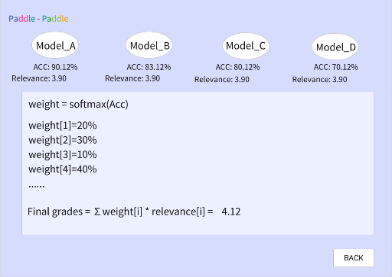 Paddle - Paddle
Model_A Model_B Model_C Model_D
ACC: 90.12% ACC: 83.12% ACC: 80.12% ACC: 70.12%
Relevance: 3.90 Relevance: 3.90 Relevance: 3.90 Relevance: 3.90
weight = softmax(Acc)
weight[1]=20%
weight[2]=30%
weight[3]=10%
weight[4]=40%
......
Final grades = Σ weight[i] * relevance[i] = 4.12
BACK